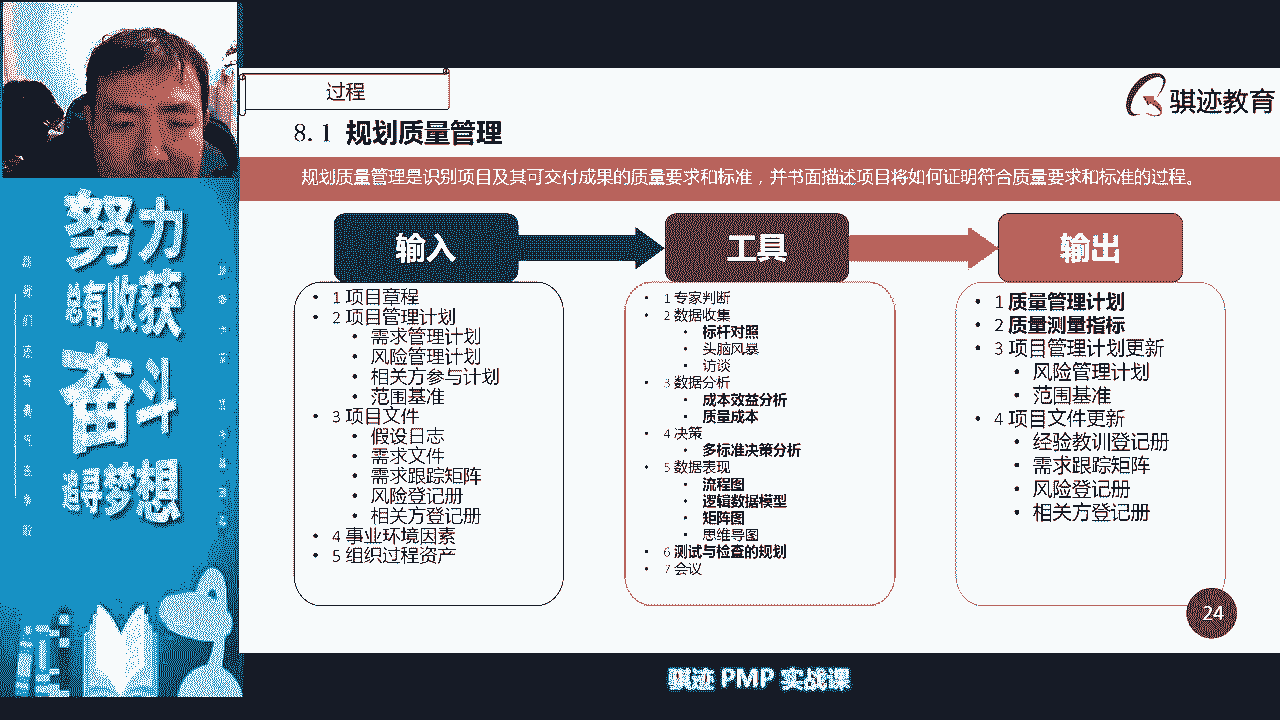 过程
骐迹教育
8.1 规划质量管理
规划质量管理是识别项目及其可交付成果的质量要求和标准，并书面描述项目将如何证明符合质量要求和标准的过程。
输入
• 1 项目章程
• 2 项目管理计划
• 需求管理计划
• 风险管理计划
• 相关方参与计划
• 范围基准
• 3 项目文件
• 假设日志
• 需求文件
• 需求跟踪矩阵
• 风险登记册
• 相关方登记册
• 4 事业环境因素
• 5 组织过程资产
工具
• 1 专家判断
• 2 数据收集
• 标杆对照
• 头脑风暴
• 访谈
• 3 数据分析
• 成本效益分析
• 质量成本
• 4 决策
• 多标准决策分析
• 5 数据表现
• 流程图
• 逻辑数据模型
• 矩阵图
• 思维导图
• 6 测试与检查的规划
• 7 会议
输出
• 1 质量管理计划
• 2 质量测量指标
• 3 项目管理计划更新
• 风险管理计划
• 范围基准
• 4 项目文件更新
• 经验教训登记册
• 需求跟踪矩阵
• 风险登记册
• 相关方登记册
24
努力
总有收获
奋斗
追寻梦想
骐迹 PMP 实战课